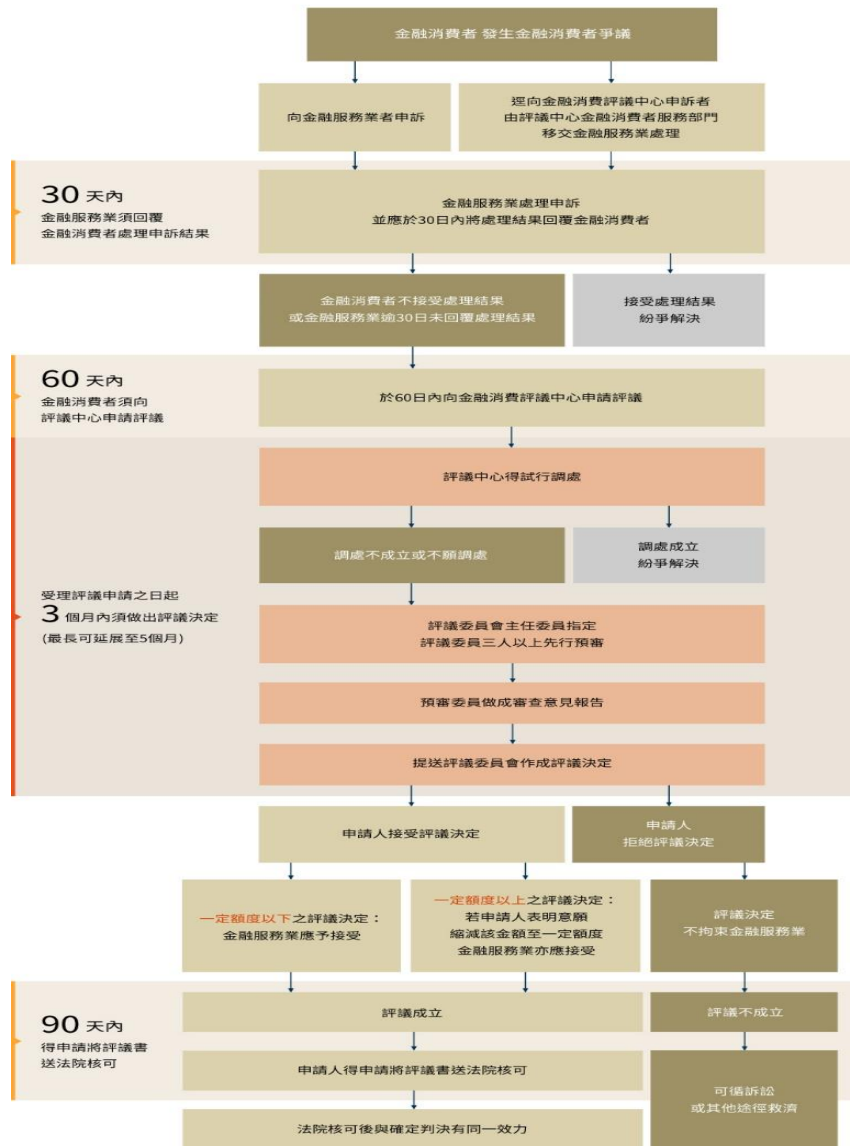 金融消費者 發生金融消費者爭議
向金融服務業者申訴
逕向金融消費評議中心申訴者
由評議中心金融消費者服務部門
移交金融服務業處理
30 天內
金融服務業須回覆
金融消費者處理申訴結果
金融服務業處理申訴
並應於30日內將處理結果回覆金融消費者
金融消費者不接受處理結果
或金融服務業逾30日未回覆處理結果
接受處理結果
紛爭解決
60 天內
金融消費者須向
評議中心申請評議
於60日內向金融消費評議中心申請評議
評議中心得試行調處
調處不成立或不願調處
調處成立
紛爭解決
受理評議申請之日起
3 個月內須做出評議決定
(最長可延展至5個月)
評議委員會主任委員指定
評議委員三人以上先行預審
預審委員做成審查意見報告
提送評議委員會作成評議決定
申請人接受評議決定
申請人
拒絕評議決定
一定額度以下之評議決定：
金融服務業應予接受
一定額度以上之評議決定：
若申請人表明意願
縮減該金額至一定額度
金融服務業亦應接受
評議決定
不拘束金融服務業
90 天內
得申請將評議書
送法院核可
評議成立
評議不成立
申請人得申請將評議書送法院核可
可循訴訟
或其他途徑救濟
法院核可後與確定判決有同一效力